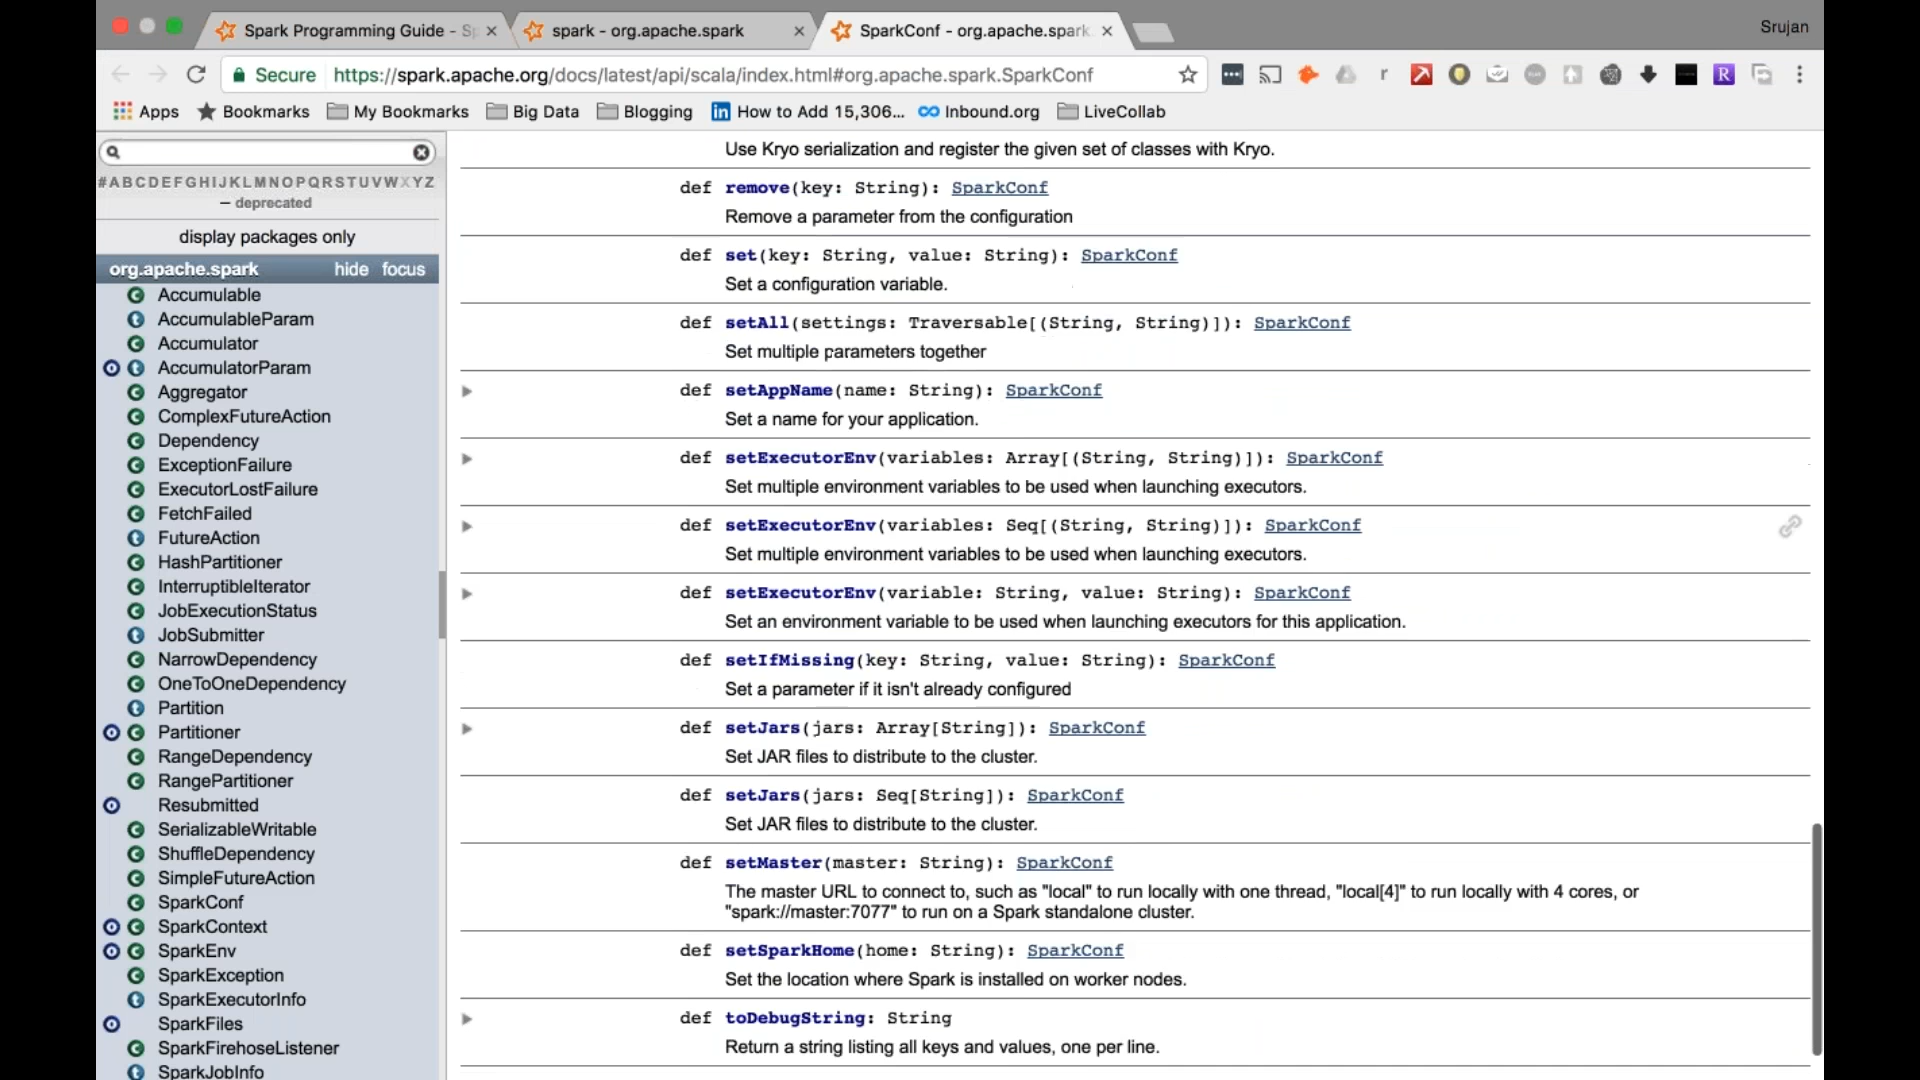 Spark Programming Guide - Sp
spark - org.apache.spark
SparkConf - org.apache.spark.
Srujan
Secure https://spark.apache.org/docs/latest/api/scala/index.html#org.apache.spark.SparkConf
Apps Bookmarks My Bookmarks Big Data Blogging How to Add 15,306... Inbound.org LiveCollab
#ABCDEFGHIJKLMNOPQRSTUVWXYZ
– deprecated
display packages only
org.apache.spark hide focus
Accumulable
AccumulableParam
Accumulator
AccumulatorParam
Aggregator
ComplexFutureAction
Dependency
ExceptionFailure
ExecutorLostFailure
FetchFailed
FutureAction
HashPartitioner
InterruptibleIterator
JobExecutionStatus
JobSubmitter
NarrowDependency
OneToOneDependency
Partition
Partitioner
RangeDependency
RangePartitioner
Resubmitted
SerializableWritable
ShuffleDependency
SimpleFutureAction
SparkConf
SparkContext
SparkEnv
SparkException
SparkExecutorInfo
SparkFiles
SparkFirehoseListener
SparkJobInfo
Use Kryo serialization and register the given set of classes with Kryo.
def remove(key: String): SparkConf
Remove a parameter from the configuration
def set(key: String, value: String): SparkConf
Set a configuration variable.
def setAll(settings: Traversable[(String, String)]): SparkConf
Set multiple parameters together
def setAppName(name: String): SparkConf
Set a name for your application.
def setExecutorEnv(variables: Array[(String, String)]): SparkConf
Set multiple environment variables to be used when launching executors.
def setExecutorEnv(variables: Seq[(String, String)]): SparkConf
Set multiple environment variables to be used when launching executors.
def setExecutorEnv(variable: String, value: String): SparkConf
Set an environment variable to be used when launching executors for this application.
def setIfMissing(key: String, value: String): SparkConf
Set a parameter if it isn't already configured
def setJars(jars: Array[String]): SparkConf
Set JAR files to distribute to the cluster.
def setJars(jars: Seq[String]): SparkConf
Set JAR files to distribute to the cluster.
def setMaster(master: String): SparkConf
The master URL to connect to, such as "local" to run locally with one thread, "local[4]" to run locally with 4 cores, or
"spark://master:7077" to run on a Spark standalone cluster.
def setSparkHome(home: String): SparkConf
Set the location where Spark is installed on worker nodes.
def toDebugString: String
Return a string listing all keys and values, one per line.